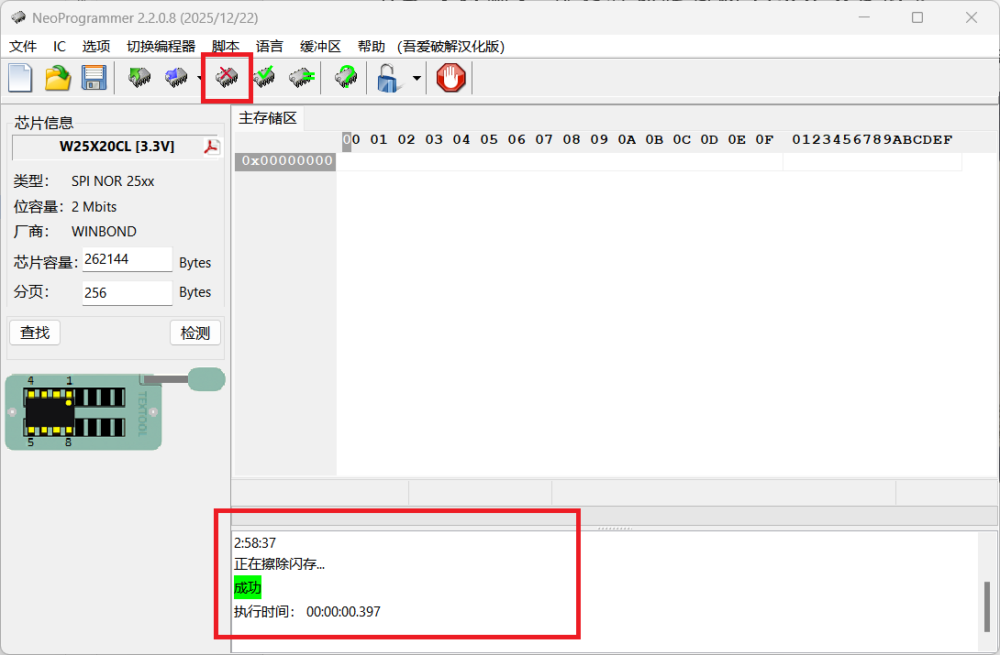 NeoProgrammer 2.2.0.8 (2025/12/22)
文件 IC 选项 切换编程器 脚本 语言 缓冲区 帮助 (吾爱破解汉化版)
芯片信息
W25X20CL [3.3V]
类型: SPI NOR 25xx
位容量: 2 Mbits
厂商: WINBOND
芯片容量: 262144 Bytes
分页: 256 Bytes
查找 检测
4 1
TEXTOOL
5 8
主存储区
00 01 02 03 04 05 06 07 08 09 0A 0B 0C 0D 0E 0F 0123456789ABCDEF
0x00000000
2:58:37
正在擦除闪存...
成功
执行时间: 00:00:00.397